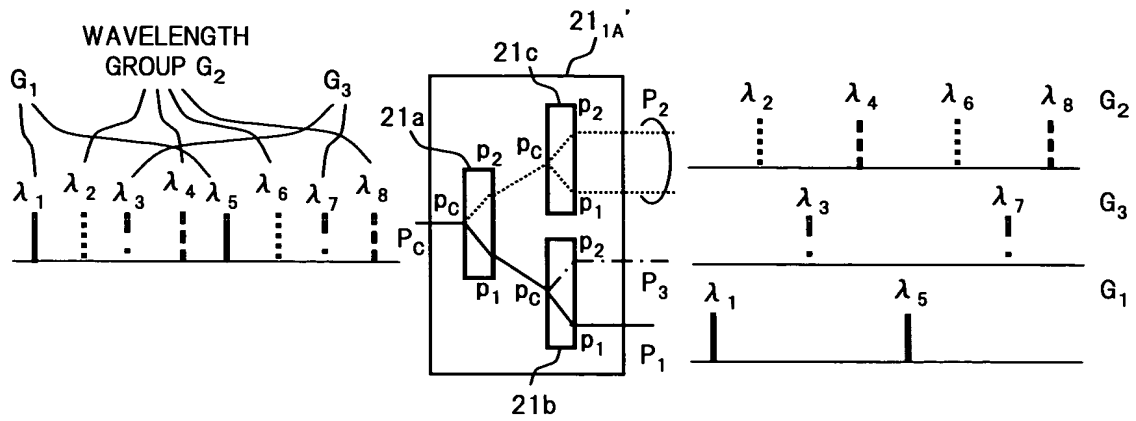 WAVELENGTH
GROUP G2
G1
G3
λ1 λ2 λ3 λ4 λ5 λ6 λ7 λ8
21 1A'
21c
21a
21b
PC
pC
p2
p1
pC
p2
p1
pC
p2
p1
P2
P3
P1
λ2 λ4 λ6 λ8 G2
λ3 λ7 G3
λ1 λ5 G1